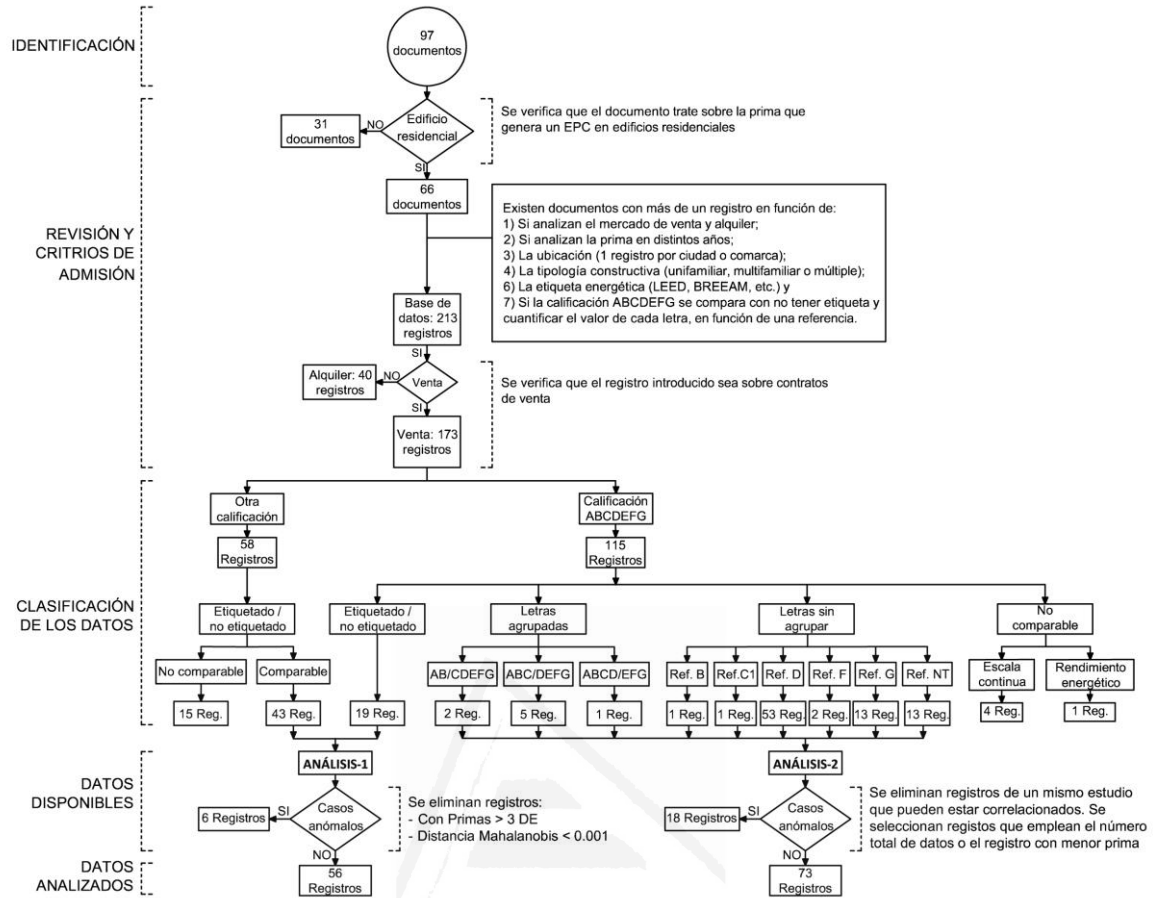 IDENTIFICACIÓN
97
documentos
REVISIÓN Y
CRITRIOS DE
ADMISIÓN
Edificio
residencial
NO
31
documentos
Se verifica que el documento trate sobre la prima que
genera un EPC en edificios residenciales
SI
66
documentos
Existen documentos con más de un registro en función de:
1) Si analizan el mercado de venta y alquiler;
2) Si analizan la prima en distintos años;
3) La ubicación (1 registro por ciudad o comarca);
4) La tipología constructiva (unifamiliar, multifamiliar o múltiple);
6) La etiqueta energética (LEED, BREEAM, etc.) y
7) Si la calificación ABCDEFG se compara con no tener etiqueta y
cuantificar el valor de cada letra, en función de una referencia.
Base de
datos: 213
registros
SI
Venta
NO
Alquiler: 40
registros
Se verifica que el registro introducido sea sobre contratos
de venta
SI
Venta: 173
registros
CLASIFICACIÓN
DE LOS DATOS
Otra
calificación
Calificación
ABCDEFG
58
Registros
115
Registros
Etiquetado /
no etiquetado
Etiquetado /
no etiquetado
Letras
agrupadas
Letras sin
agrupar
No
comparable
No comparable
Comparable
AB/CDEFG
ABC/DEFG
ABCD/EFG
Ref. B
Ref.C1
Ref. D
Ref. F
Ref. G
Ref. NT
Escala
continua
Rendimiento
energético
15 Reg.
43 Reg.
19 Reg.
2 Reg.
5 Reg.
1 Reg.
1 Reg.
1 Reg.
53 Reg.
2 Reg.
13 Reg.
13 Reg.
4 Reg.
1 Reg.
DATOS
DISPONIBLES
ANÁLISIS-1
ANÁLISIS-2
Casos
anómalos
SI
6 Registros
Se eliminan registros:
- Con Primas > 3 DE
- Distancia Mahalanobis < 0.001
Casos
anómalos
SI
18 Registros
Se eliminan registros de un mismo estudio
que pueden estar correlacionados. Se
seleccionan registos que emplean el número
total de datos o el registro con menor prima
DATOS
ANALIZADOS
NO
56
Registros
NO
73
Registros